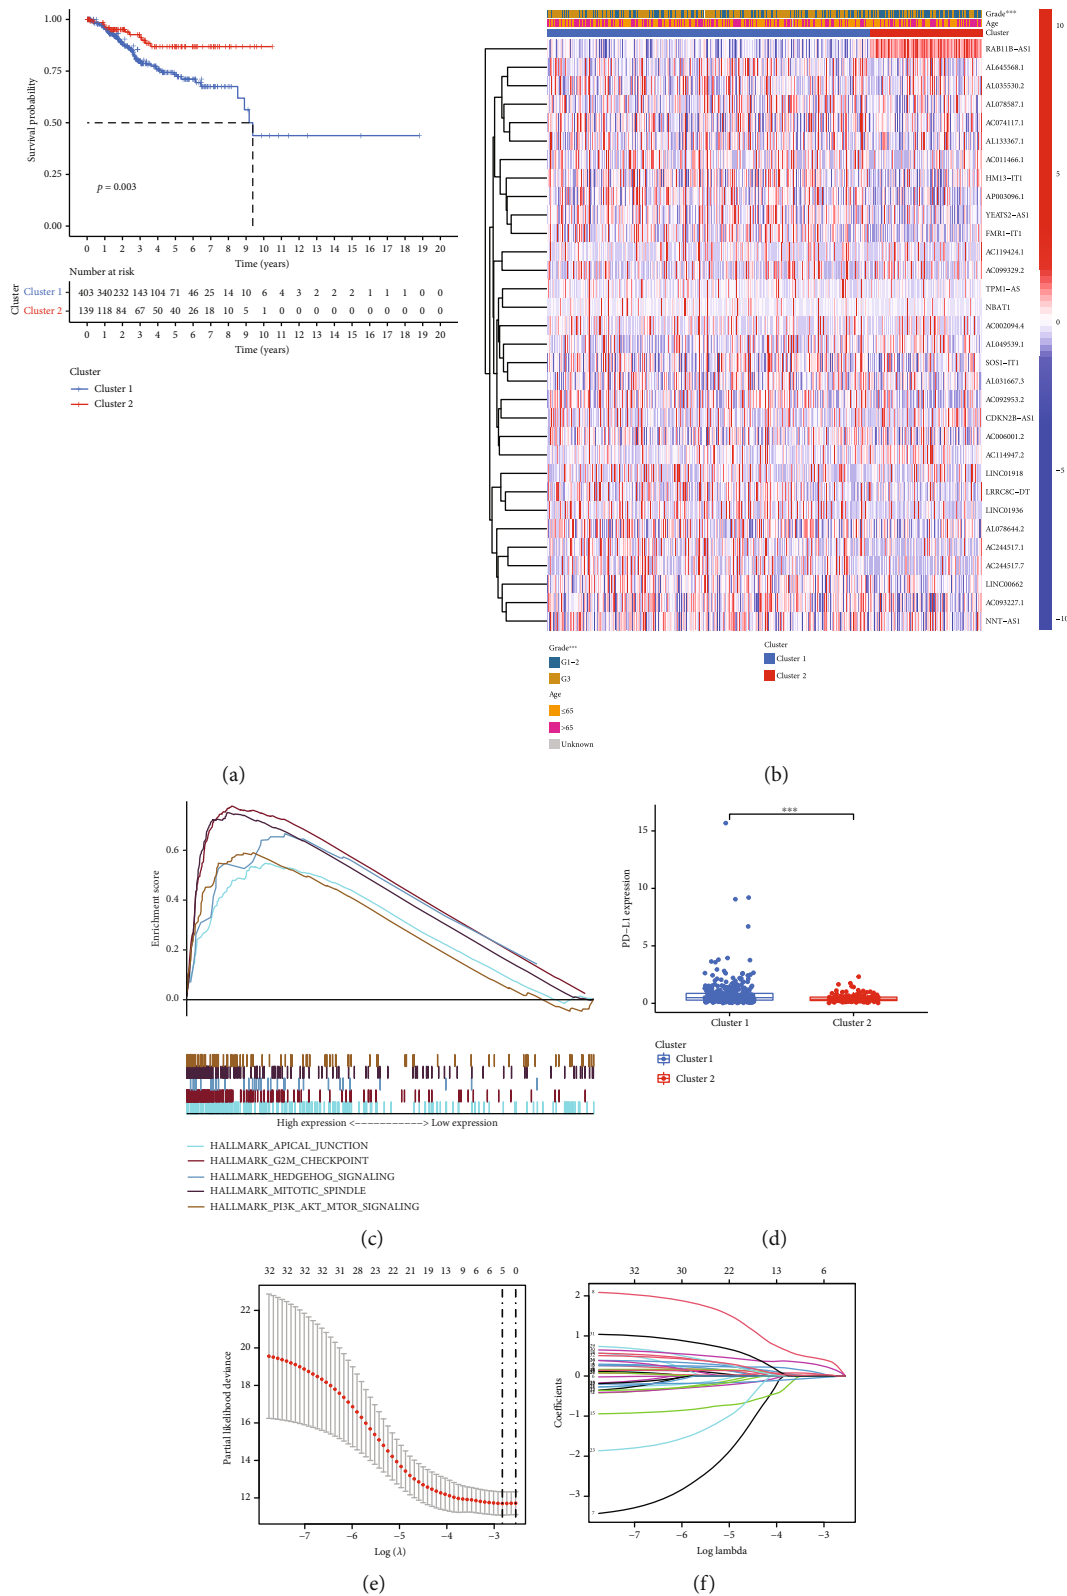 1.00
0.75
0.50
0.25
0.00
Survival probability
p = 0.003
0 1 2 3 4 5 6 7 8 9 10 11 12 13 14 15 16 17 18 19 20
Time (years)
Number at risk
Cluster
Cluster 1 403 340 232 143 104 71 46 25 14 10 6 4 3 2 2 2 1 1 1 0 0
Cluster 2 139 118 84 67 50 40 26 18 10 5 1 0 0 0 0 0 0 0 0 0 0
0 1 2 3 4 5 6 7 8 9 10 11 12 13 14 15 16 17 18 19 20
Time (years)
Cluster
Cluster 1
Cluster 2
(a)
Grade***
Age
Cluster
RAB11B−AS1
AL645568.1
AL035530.2
AL078587.1
AC074117.1
AL133367.1
AC011466.1
HM13−IT1
AP003096.1
YEATS2−AS1
FMR1−IT1
AC119424.1
AC099329.2
TPM1−AS
NBAT1
AC002094.4
AL049539.1
SOS1−IT1
AL031667.3
AC092953.2
CDKN2B−AS1
AC006001.2
AC114947.2
LINC01918
LRRC8C−DT
LINC01936
AL078644.2
AC244517.1
AC244517.7
LINC00662
AC093227.1
NNT−AS1
10
5
0
−5
−10
Grade***
G1−2
G3
Age
≤65
>65
Unknown
Cluster
Cluster 1
Cluster 2
(b)
Enrichment score
0.6
0.4
0.2
0.0
High expression <−−−−−−−−−−−> Low expression
HALLMARK_APICAL_JUNCTION
HALLMARK_G2M_CHECKPOINT
HALLMARK_HEDGEHOG_SIGNALING
HALLMARK_MITOTIC_SPINDLE
HALLMARK_PI3K_AKT_MTOR_SIGNALING
(c)
PD−L1 expression
15
10
5
0
***
Cluster 1 Cluster 2
Cluster
Cluster 1
Cluster 2
(d)
32 32 32 32 31 28 23 22 21 19 13 9 6 6 5 0
Partial likelihood deviance
22
20
18
16
14
12
−7 −6 −5 −4 −3
Log (λ)
(e)
32 30 22 13 6
Coefficients
2
1
0
−1
−2
−3
−7 −6 −5 −4 −3
Log lambda
(f)